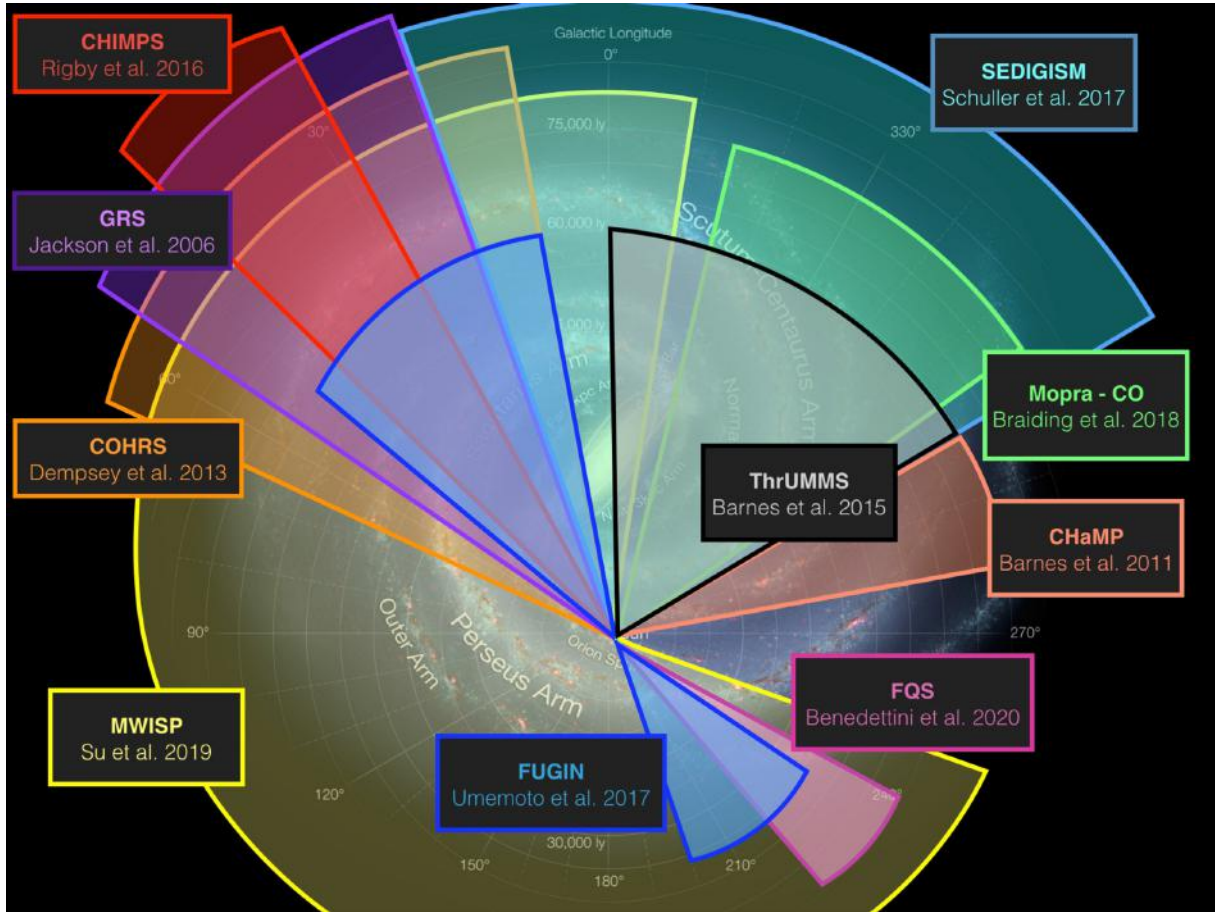 CHIMPS
Rigby et al. 2016
Galactic Longitude
0°
SEDIGISM
Schuller et al. 2017
30°
75,000 ly
330°
GRS
Jackson et al. 2006
60,000 ly
Centaurus Arm
60°
Mopra - CO
Braiding et al. 2018
COHRS
Dempsey et al. 2013
ThrUMMS
Barnes et al. 2015
CHaMP
Barnes et al. 2011
90°
Outer Arm
Perseus Arm
Orion
270°
FQS
Benedettini et al. 2020
MWISP
Su et al. 2019
FUGIN
Umemoto et al. 2017
120°
240°
30,000 ly
150°
180°
210°